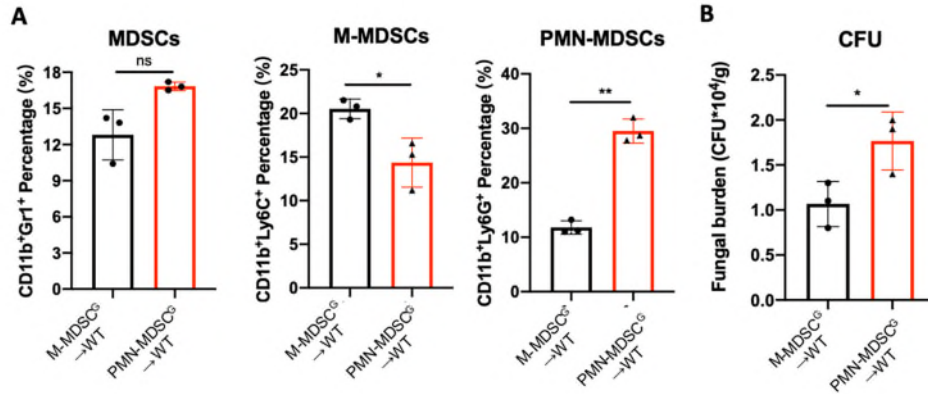 A
B
MDSCs
CD11b⁺Gr1⁺ Percentage (%)
18
15
12
9
6
3
0
ns
M-MDSCᴳ
→WT
PMN-MDSCᴳ
→WT
M-MDSCs
CD11b⁺Ly6C⁺ Percentage (%)
25
20
15
10
5
0
*
M-MDSCᴳ
→WT
PMN-MDSCᴳ
→WT
PMN-MDSCs
CD11b⁺Ly6G⁺ Percentage (%)
40
30
20
10
0
**
M-MDSCᴳ
→WT
PMN-MDSCᴳ
→WT
CFU
Fungal burden (CFU*10⁴/g)
2.5
2.0
1.5
1.0
0.5
0.0
*
M-MDSCᴳ
→WT
PMN-MDSCᴳ
→WT